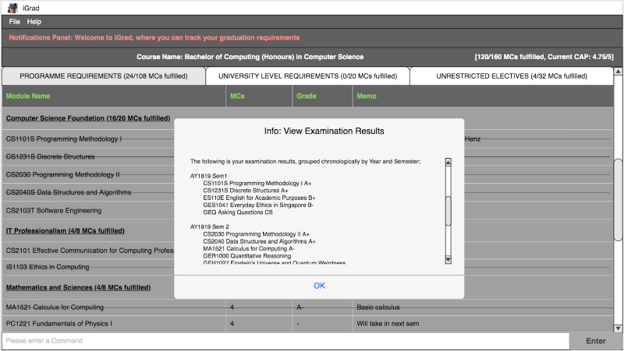 iGrad
File Help
Notifications Panel: Welcome to iGrad, where you can track your graduation requirements
Course Name: Bachelor of Computing (Honours) in Computer Science [120/160 MCs fulfilled, Current CAP: 4.75/5]
PROGRAMME REQUIREMENTS (24/108 MCs fulfilled) UNIVERSITY LEVEL REQUIREMENTS (0/20 MCs fulfilled) UNRESTRICTED ELECTIVES (4/32 MCs fulfilled)
Module Name MCs Grade Memo
Computer Science Foundation (16/20 MCs fulfilled)
CS1101S Programming Methodology I Henz
CS1231S Discrete Structures
CS2030 Programming Methodology II
CS2040S Data Structures and Algorithms
CS2103T Software Engineering
IT Professionalism (4/8 MCs fulfilled)
CS2101 Effective Communication for Computing Profes
IS1103 Ethics in Computing
Mathematics and Sciences (4/8 MCs fulfilled)
MA1521 Calculus for Computing 4 A- Basic calculus
PC1221 Fundamentals of Physics I 4 - Will take in next sem
Info: View Examination Results
The following is your examination results, grouped chronologically by Year and Semester;
AY1819 Sem1
CS1101S Programming Methodology I A+
CS1231S Discrete Structures A+
ES110E English for Academic Purposes B+
GES1041 Everyday Ethics in Singapore B-
GEQ Asking Questions CS
AY1819 Sem 2
CS2030 Programming Methodology II A+
CS2040 Data Structures and Algorithms A+
MA1521 Calculus for Computing A-
GER1000 Quantitative Reasoning
GEH1027 Einstein's Universe and Quantum Weirdness
OK
Please enter a Command Enter